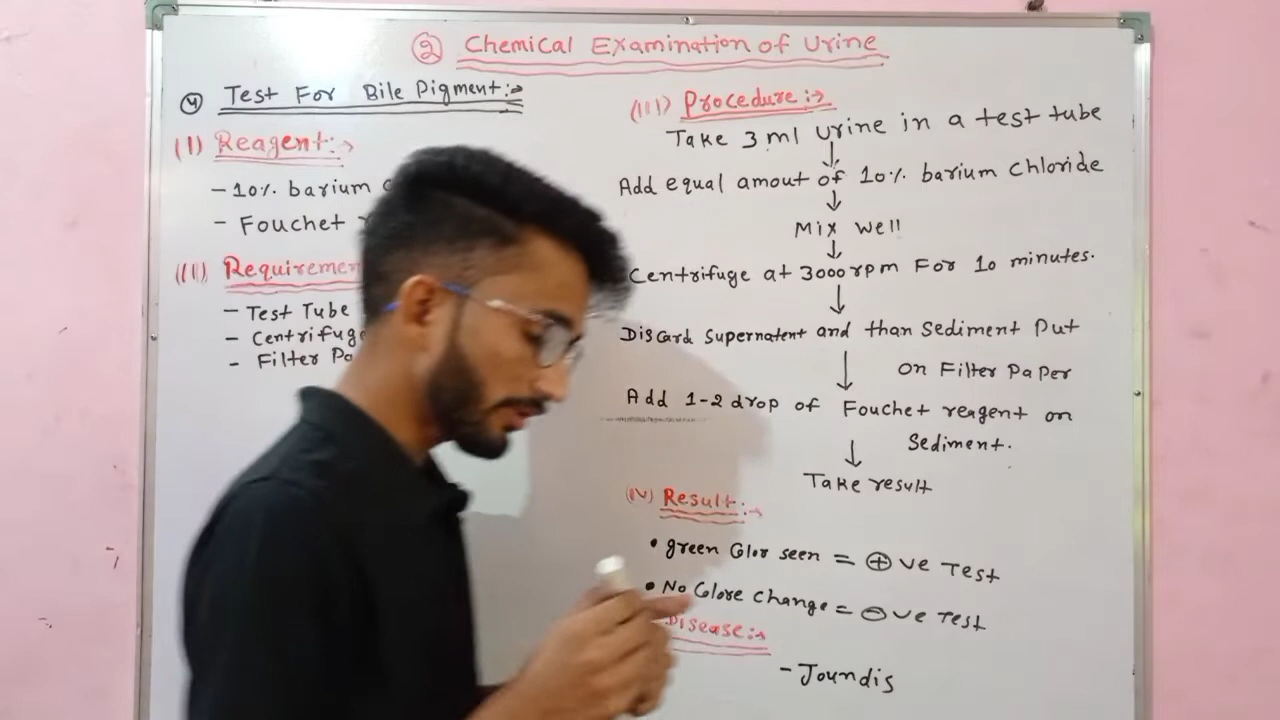 ② Chemical Examination of Urine
④ Test For Bile Pigment:→
(I) Reagent:→
- 10% barium
- Fouchet
(II) Requiremen
- Test Tube
- Centrifuge
- Filter Pa
(III) Procedure:→
Take 3 ml Urine in a test tube
↓
Add equal amout of 10% barium Chloride
↓
Mix well
↓
Centrifuge at 3000 rpm For 10 minutes.
↓
Discard Supernatent and than Sediment Put
on Filter Paper
↓
Add 1-2 drop of Fouchet reagent on
Sediment.
↓
Take result
(IV) Result:→
• green Color seen = ⊕ ve Test
• No Colore change = ⊖ ve Test
Disease:→
- Joundis